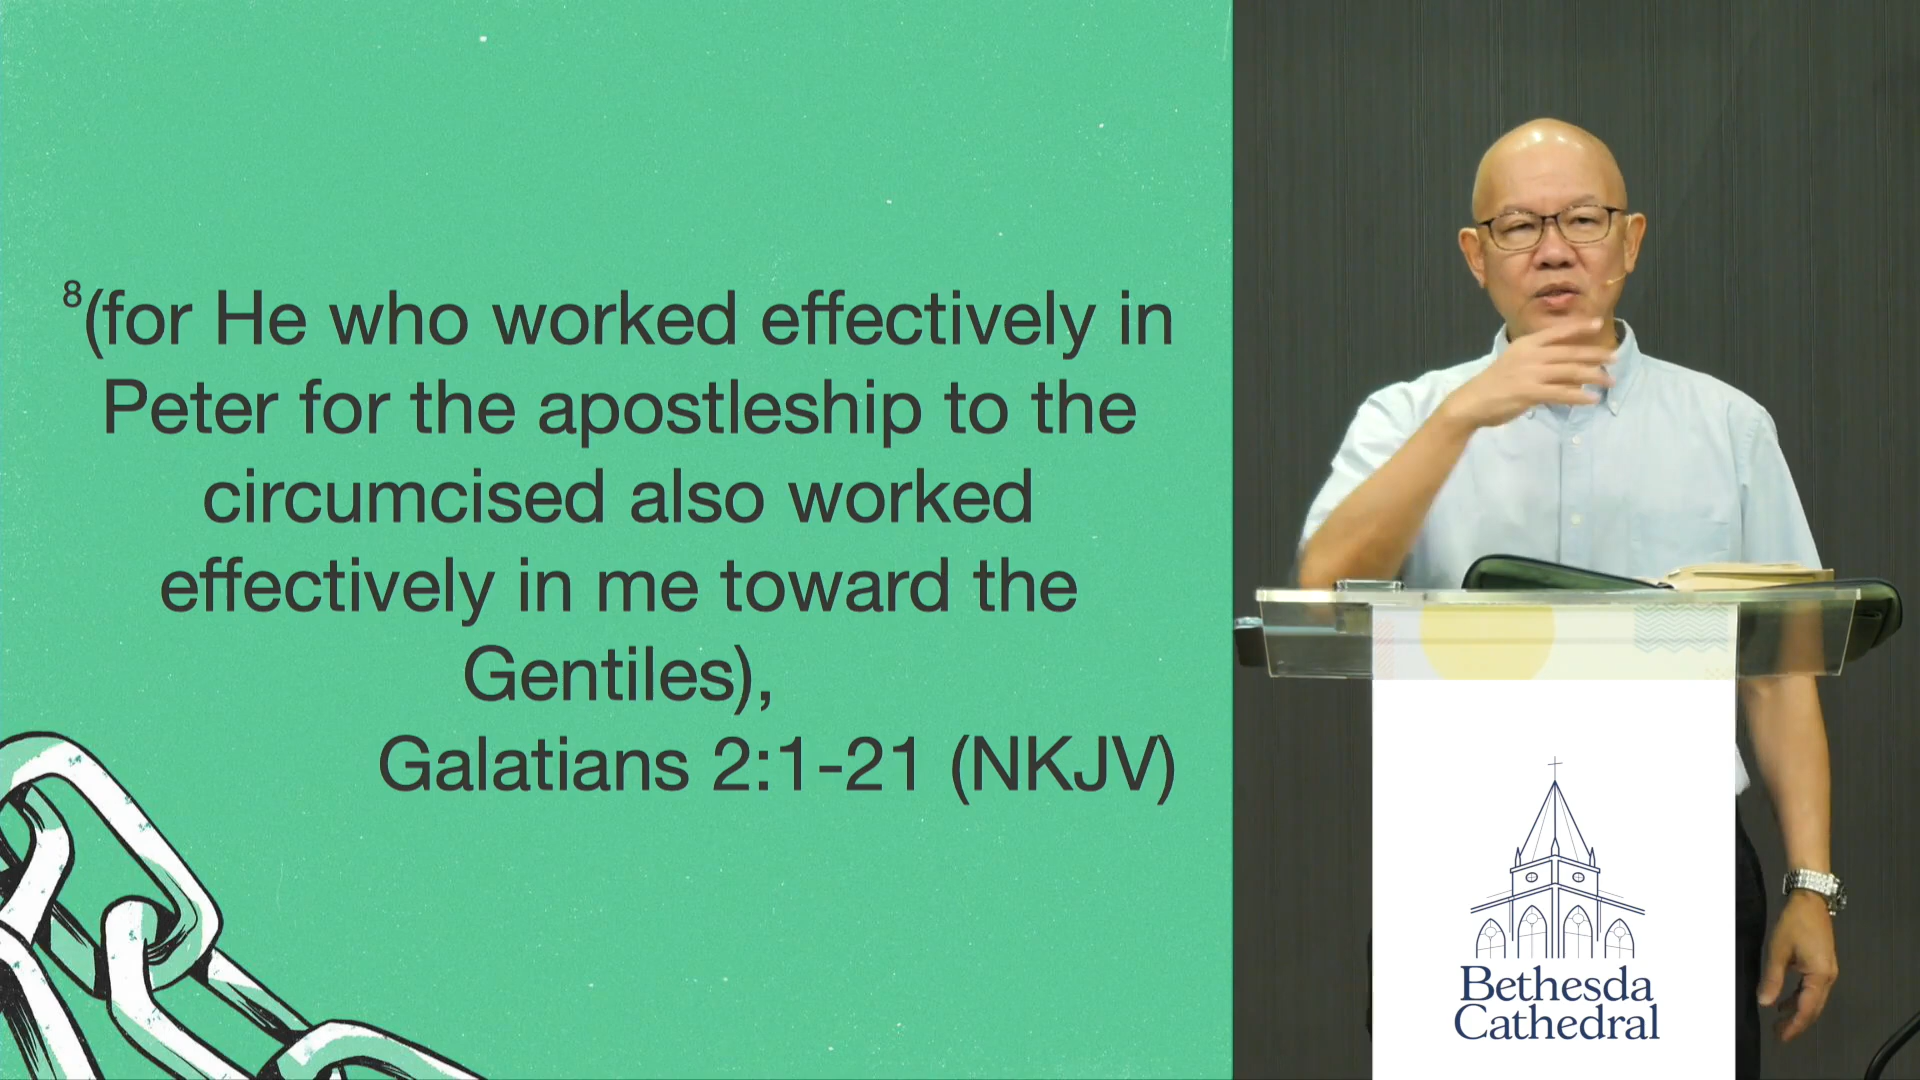 ⁸(for He who worked effectively in
Peter for the apostleship to the
circumcised also worked
effectively in me toward the
Gentiles),
Galatians 2:1-21 (NKJV)
Bethesda
Cathedral